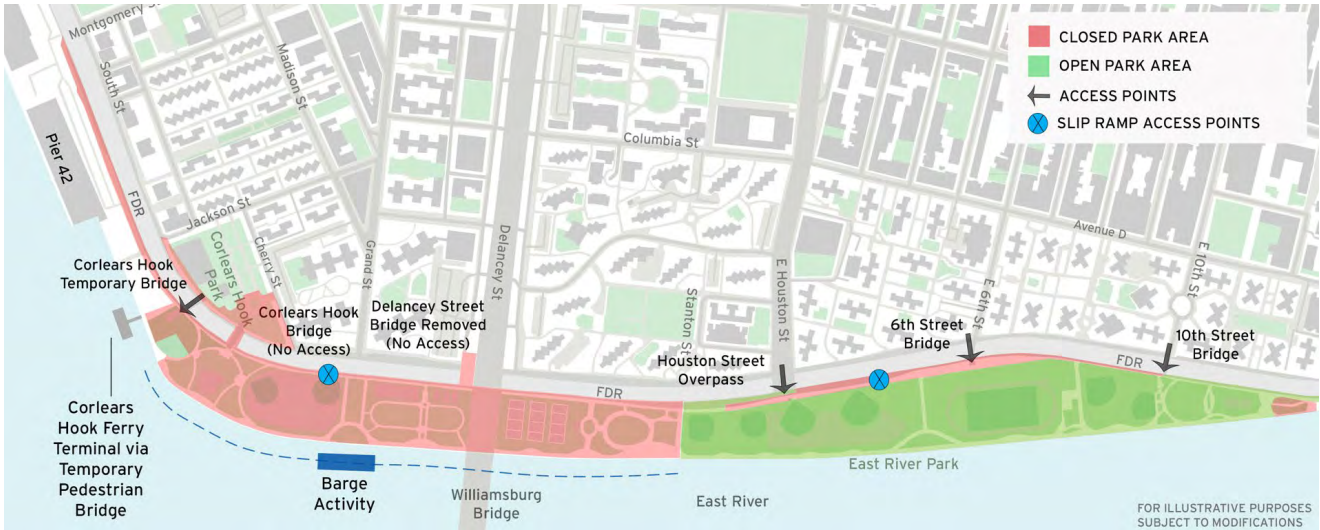 Montgomery St
South St
Madison St
Pier 42
FDR
Jackson St
Corlears Hook
Temporary Bridge
Corlears Hook
Park
Cherry St
Corlears Hook
Bridge
(No Access)
Grand St
Delancey Street
Bridge Removed
(No Access)
Delancey St
Columbia St
Stanton St
E Houston St
Houston Street
Overpass
FDR
6th Street
Bridge
E 6th St
Avenue D
E 10th St
10th Street
Bridge
FDR
CLOSED PARK AREA
OPEN PARK AREA
ACCESS POINTS
SLIP RAMP ACCESS POINTS
Corlears
Hook Ferry
Terminal via
Temporary
Pedestrian
Bridge
Barge
Activity
Williamsburg
Bridge
East River
East River Park
FOR ILLUSTRATIVE PURPOSES
SUBJECT TO MODIFICATIONS